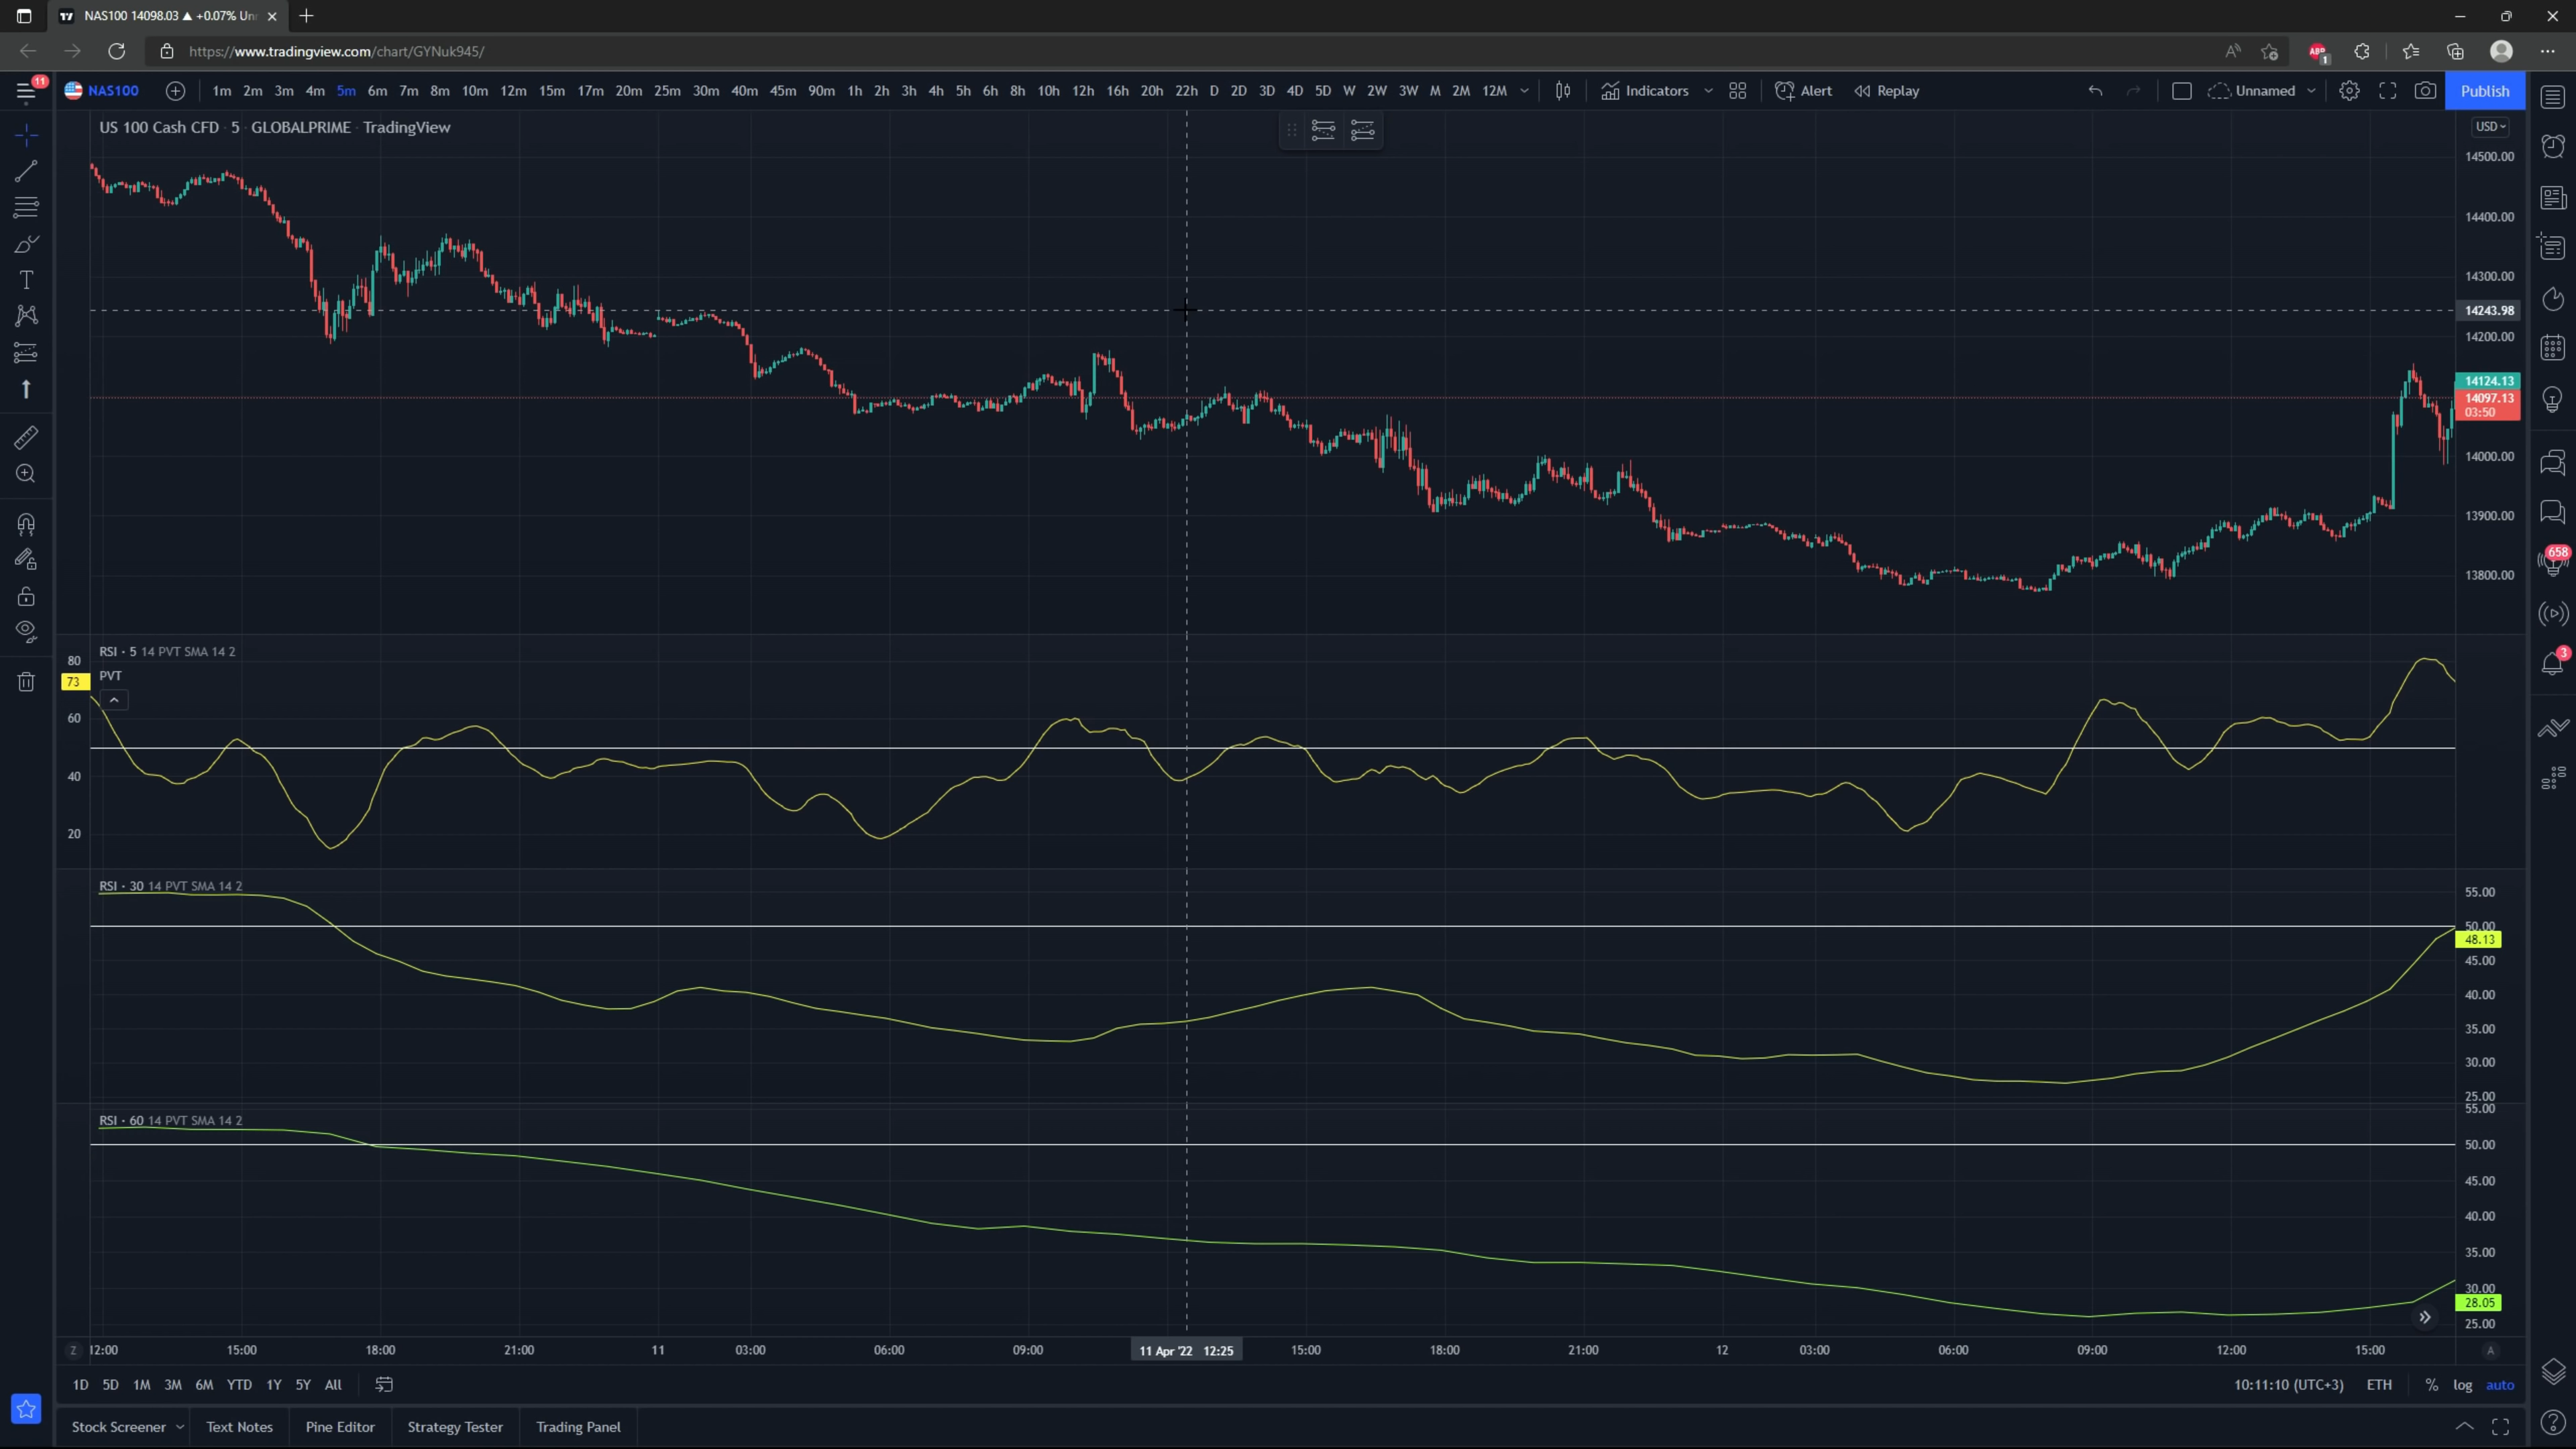 NAS100 14098.03 ▲ +0.07% Un
https://www.tradingview.com/chart/GYNuk945/
ABP 1
11
NAS100 1m 2m 3m 4m 5m 6m 7m 8m 10m 12m 15m 17m 20m 25m 30m 40m 45m 90m 1h 2h 3h 4h 5h 6h 8h 10h 12h 16h 20h 22h D 2D 3D 4D 5D W 2W 3W M 2M 12M Indicators Alert Replay Unnamed Publish
US 100 Cash CFD · 5 · GLOBALPRIME · TradingView
USD
14500.00
14400.00
14300.00
14243.98
14200.00
14124.13
14097.13
03:50
14000.00
13900.00
13800.00
658
3
RSI · 5 14 PVT SMA 14 2
PVT
80
73
60
40
20
RSI · 30 14 PVT SMA 14 2
55.00
50.00
48.13
45.00
40.00
35.00
30.00
25.00
RSI · 60 14 PVT SMA 14 2
55.00
50.00
45.00
40.00
35.00
30.00
28.05
25.00
Z 12:00 15:00 18:00 21:00 11 03:00 06:00 09:00 11 Apr '22 12:25 15:00 18:00 21:00 12 03:00 06:00 09:00 12:00 15:00 A
1D 5D 1M 3M 6M YTD 1Y 5Y All 10:11:10 (UTC+3) ETH % log auto
Stock Screener Text Notes Pine Editor Strategy Tester Trading Panel